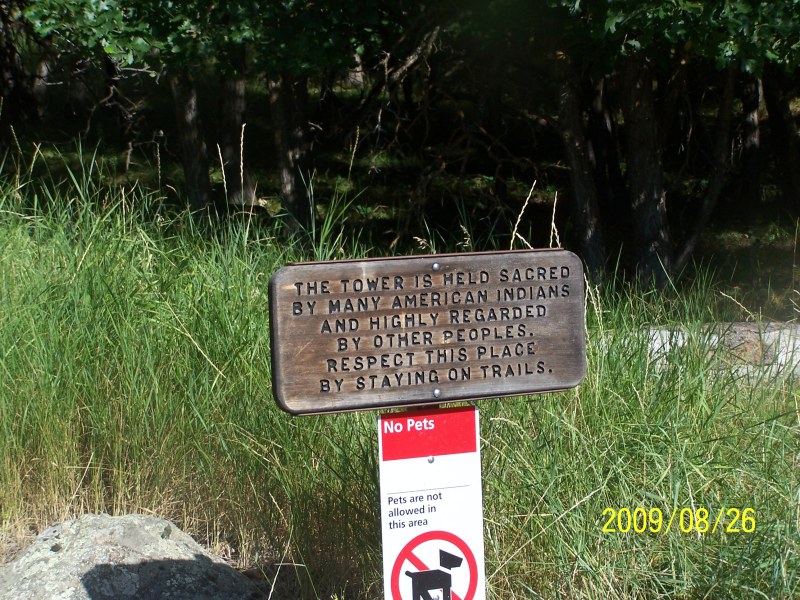 THE TOWER IS HELD SACRED
BY MANY AMERICAN INDIANS
AND HIGHLY REGARDED
BY OTHER PEOPLES.
RESPECT THIS PLACE
BY STAYING ON TRAILS.
No Pets
Pets are not
allowed in
this area
2009/08/26